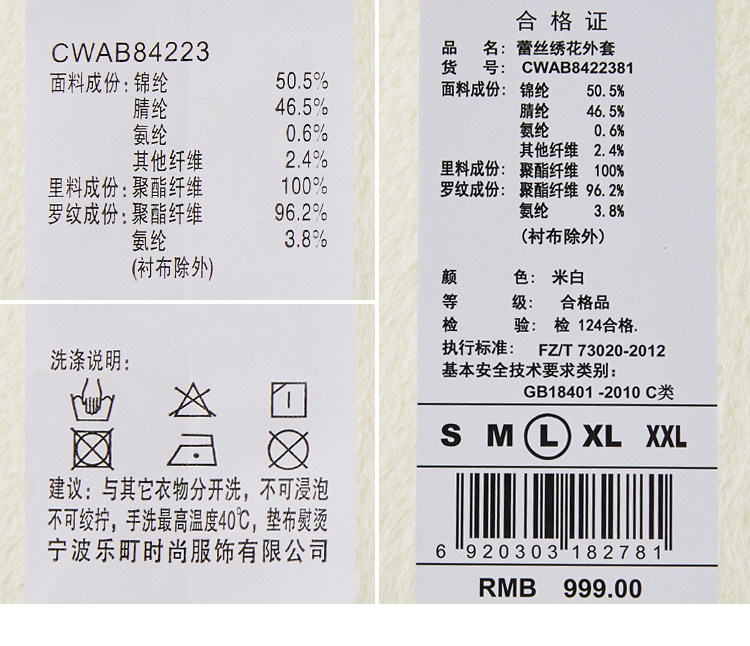 CWAB84223
面料成份: 锦纶 50.5%
腈纶 46.5%
氨纶 0.6%
其他纤维 2.4%
里料成份: 聚酯纤维 100%
罗纹成份: 聚酯纤维 96.2%
氨纶 3.8%
(衬布除外)
洗涤说明:
建议: 与其它衣物分开洗, 不可浸泡
不可绞拧, 手洗最高温度40℃, 垫布熨烫
宁波乐町时尚服饰有限公司
合格证
品 名: 蕾丝绣花外套
货 号: CWAB8422381
面料成份: 锦纶 50.5%
腈纶 46.5%
氨纶 0.6%
其他纤维 2.4%
里料成份: 聚酯纤维 100%
罗纹成份: 聚酯纤维 96.2%
氨纶 3.8%
(衬布除外)
颜 色: 米白
等 级: 合格品
检 验: 检 124合格.
执行标准: FZ/T 73020-2012
基本安全技术要求类别:
GB18401 -2010 C类
S M L XL XXL
6 920303 182781
RMB 999.00